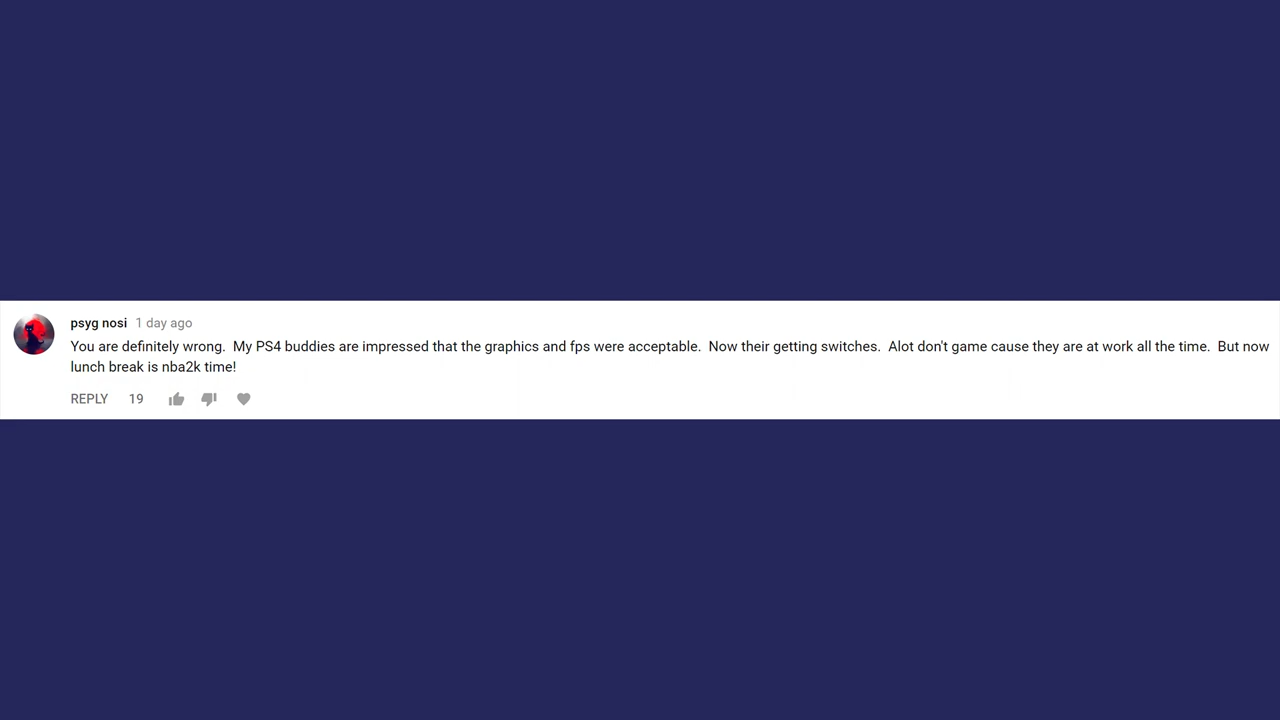 psyg nosi 1 day ago
You are definitely wrong.  My PS4 buddies are impressed that the graphics and fps were acceptable.  Now their getting switches.  Alot don't game cause they are at work all the time.  But now
lunch break is nba2k time!
REPLY 19